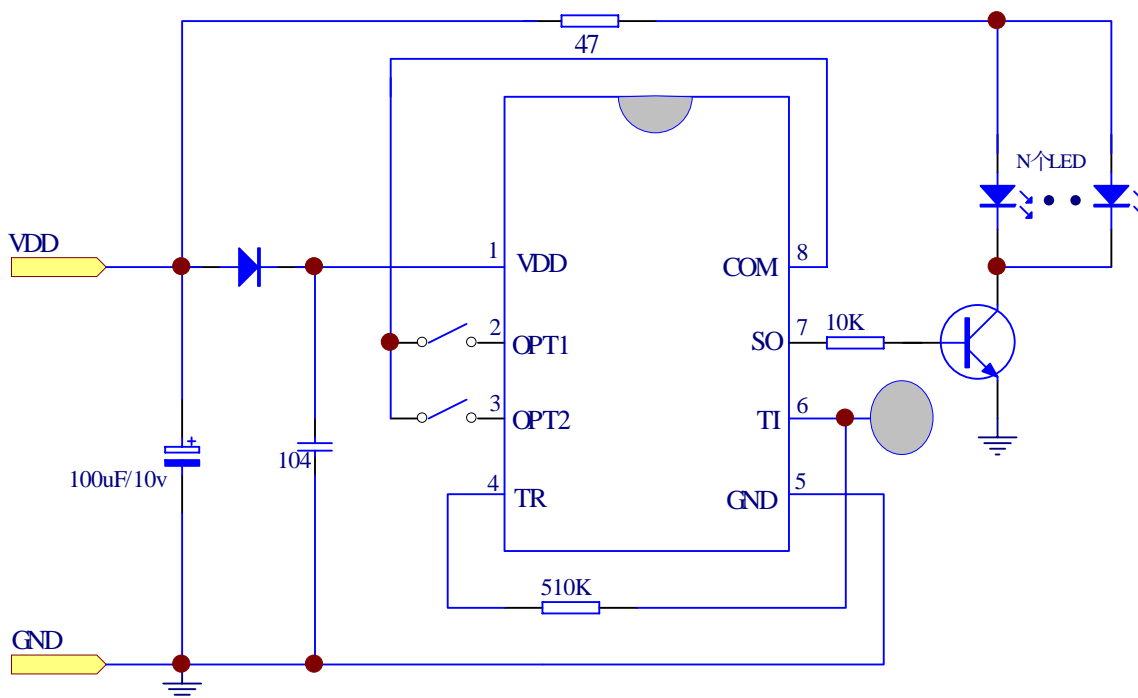 47
N个LED
VDD
1
VDD
COM
8
2
OPT1
SO
7
10K
3
OPT2
TI
6
+
100uF/10v
104
4
TR
GND
5
510K
GND